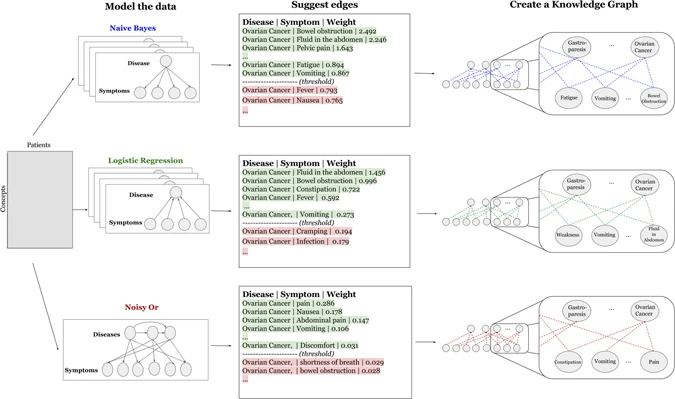 Model the data
Suggest edges
Create a Knowledge Graph
Patients
Concepts
Naive Bayes
Disease
Symptoms
Disease | Symptom | Weight
Ovarian Cancer | Bowel obstruction | 2.492
Ovarian Cancer | Fluid in the abdomen | 2.246
Ovarian Cancer | Pelvic pain | 1.643
...
Ovarian Cancer | Fatigue | 0.894
Ovarian Cancer | Vomiting | 0.867
--------------------- (threshold)
Ovarian Cancer | Fever | 0.793
Ovarian Cancer | Nausea | 0.765
...
...
Gastro-
paresis
...
Ovarian
Cancer
Fatigue
Vomiting
...
Bowel
Obstruction
Logistic Regression
Disease
Symptoms
Disease | Symptom | Weight
Ovarian Cancer | Fluid in the abdomen | 1.456
Ovarian Cancer | Bowel obstruction | 0.996
Ovarian Cancer | Constipation | 0.722
Ovarian Cancer | Fever | 0.592
...
Ovarian Cancer, | Vomiting | 0.273
--------------------- (threshold)
Ovarian Cancer | Cramping | 0.194
Ovarian Cancer | Infection | 0.179
...
...
Gastro-
paresis
...
Ovarian
Cancer
Weakness
Vomiting
...
Fluid
in
Abdomen
Noisy Or
Diseases
Symptoms
Disease | Symptom | Weight
Ovarian Cancer | pain | 0.286
Ovarian Cancer | Nausea | 0.178
Ovarian Cancer | Abdominal pain | 0.147
Ovarian Cancer | Vomiting | 0.106
...
Ovarian Cancer, | Discomfort | 0.031
--------------------- (threshold)
Ovarian Cancer, | shortness of breath | 0.029
Ovarian Cancer, | bowel obstruction | 0.028
...
...
Gastro-
paresis
...
Ovarian
Cancer
Constipation
Vomiting
...
Pain